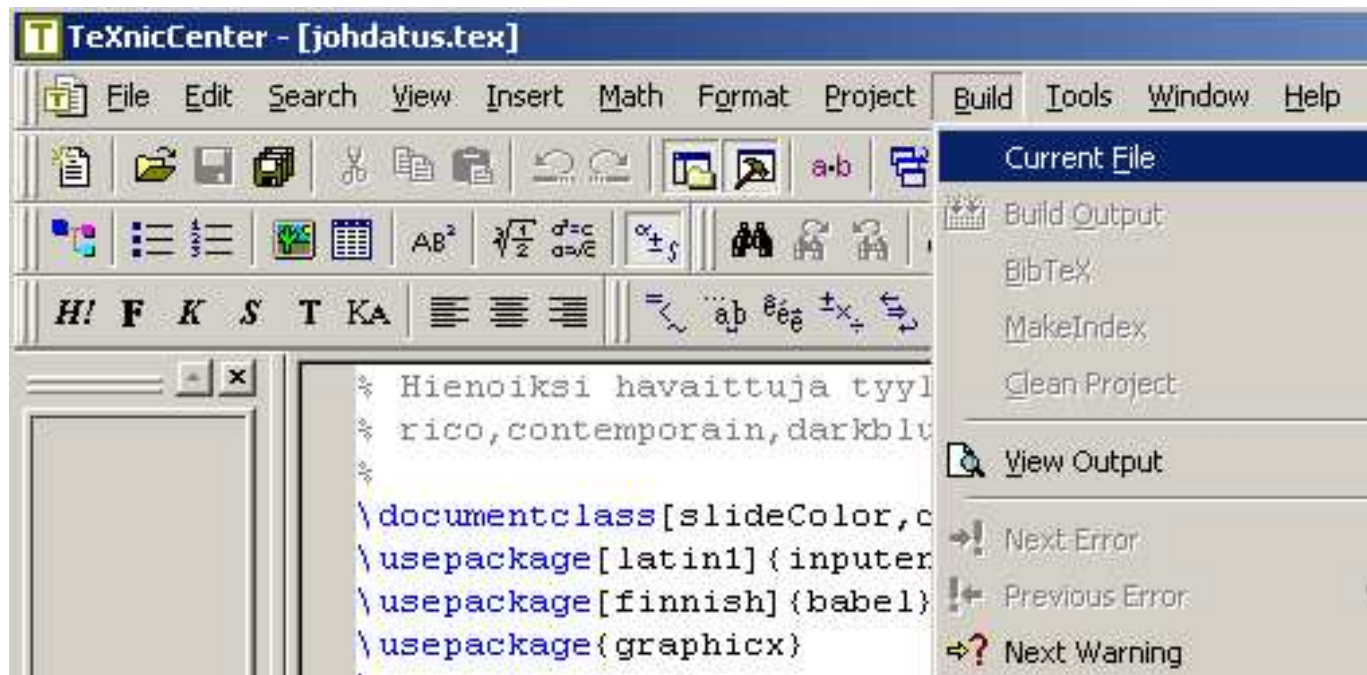 TeXnicCenter - [johdatus.tex]
File Edit Search View Insert Math Format Project Build Tools Window Help
Current File
Build Output
BibTeX
MakeIndex
Clean Project
View Output
Next Error
Previous Error
Next Warning
a•b
AB²
H! F K S T KA
% Hienoiksi havaittuja tyyl
% rico,contemporain,darkblu
%
\documentclass[slideColor,c
\usepackage[latin1]{inputen
\usepackage[finnish]{babel}
\usepackage{graphicx}